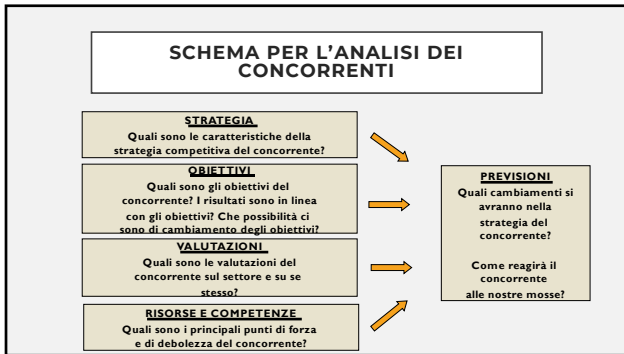 SCHEMA PER L'ANALISI DEI
CONCORRENTI
STRATEGIA
Quali sono le caratteristiche della
strategia competitiva del concorrente?
OBIETTIVI
Quali sono gli obiettivi del
concorrente? I risultati sono in linea
con gli obiettivi? Che possibilità ci
sono di cambiamento degli obiettivi?
VALUTAZIONI
Quali sono le valutazioni del
concorrente sul settore e su se
stesso?
RISORSE E COMPETENZE
Quali sono i principali punti di forza
e di debolezza del concorrente?
PREVISIONI
Quali cambiamenti si
avranno nella
strategia del
concorrente?
Come reagirà il
concorrente
alle nostre mosse?